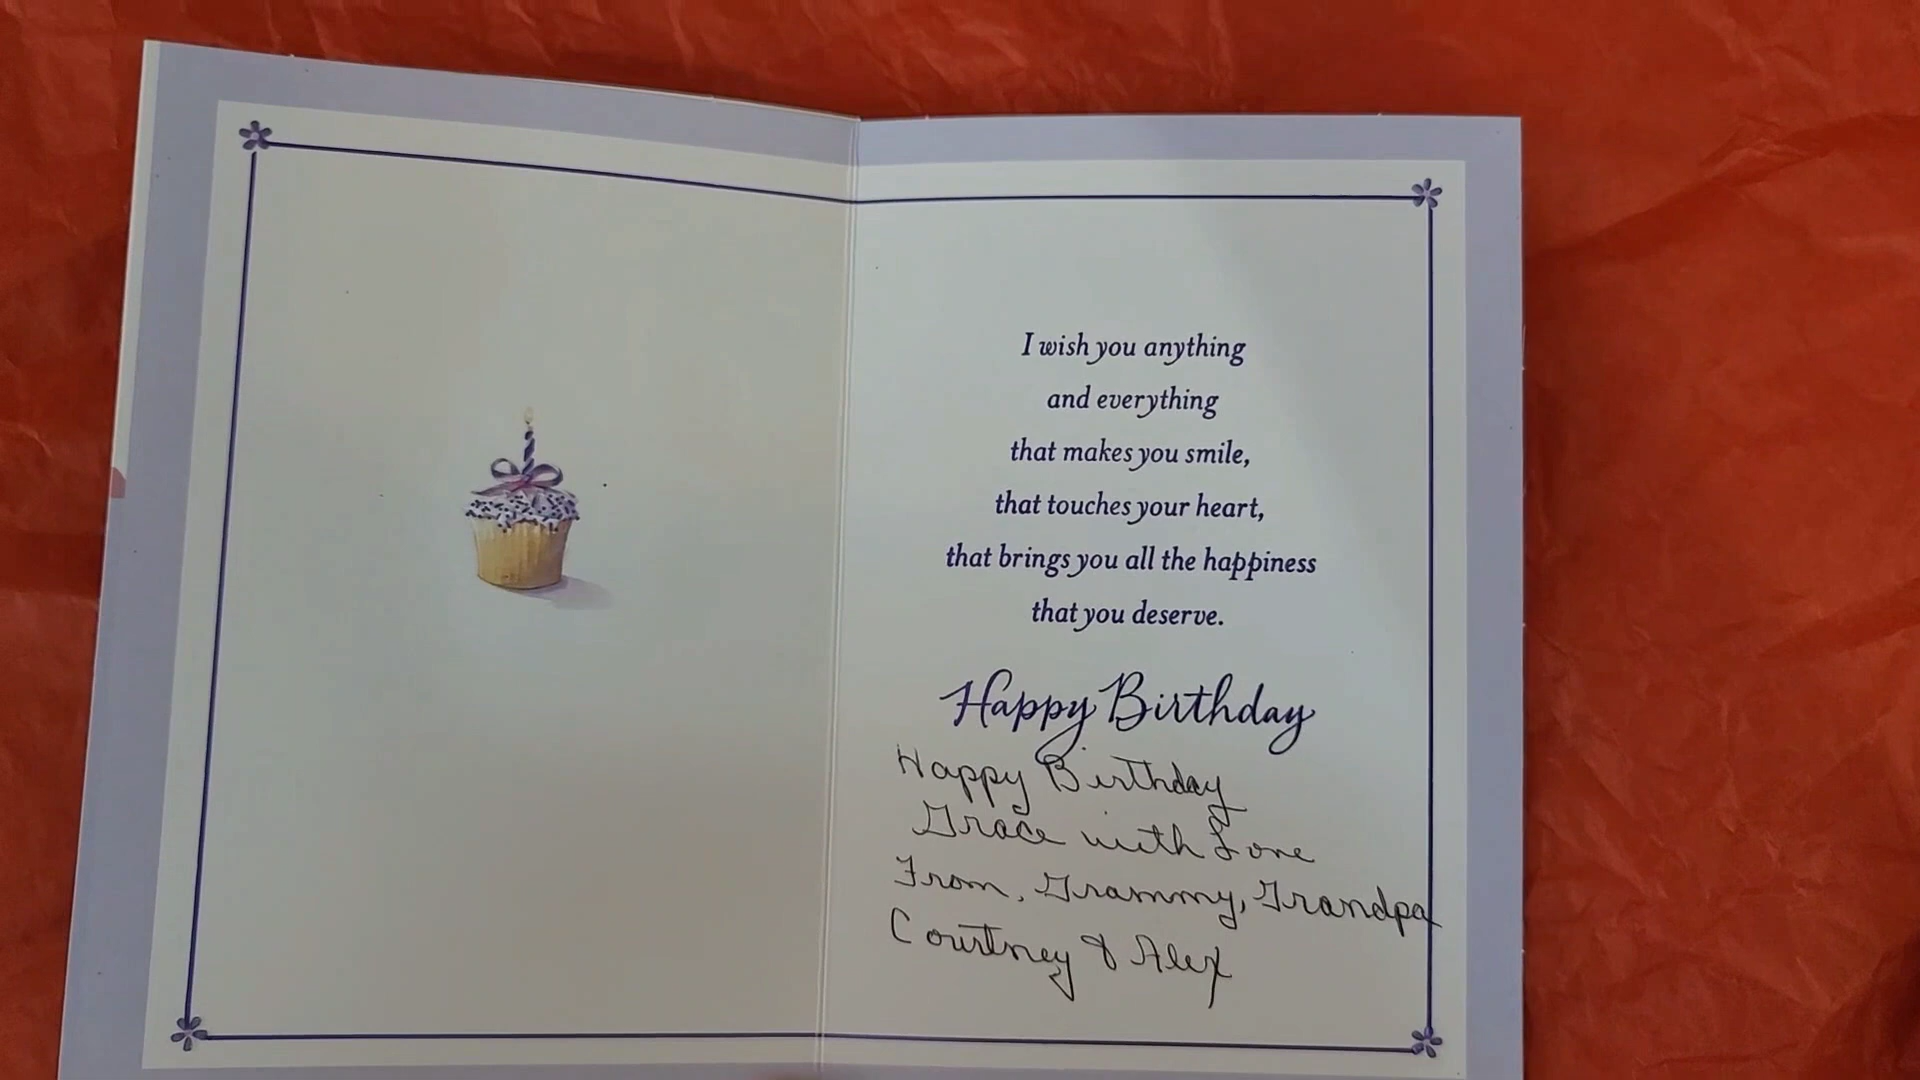 I wish you anything
and everything
that makes you smile,
that touches your heart,
that brings you all the happiness
that you deserve.
Happy Birthday
Happy Birthday
Grace with Love
From, Grammy, Grandpa
Courtney & Alex